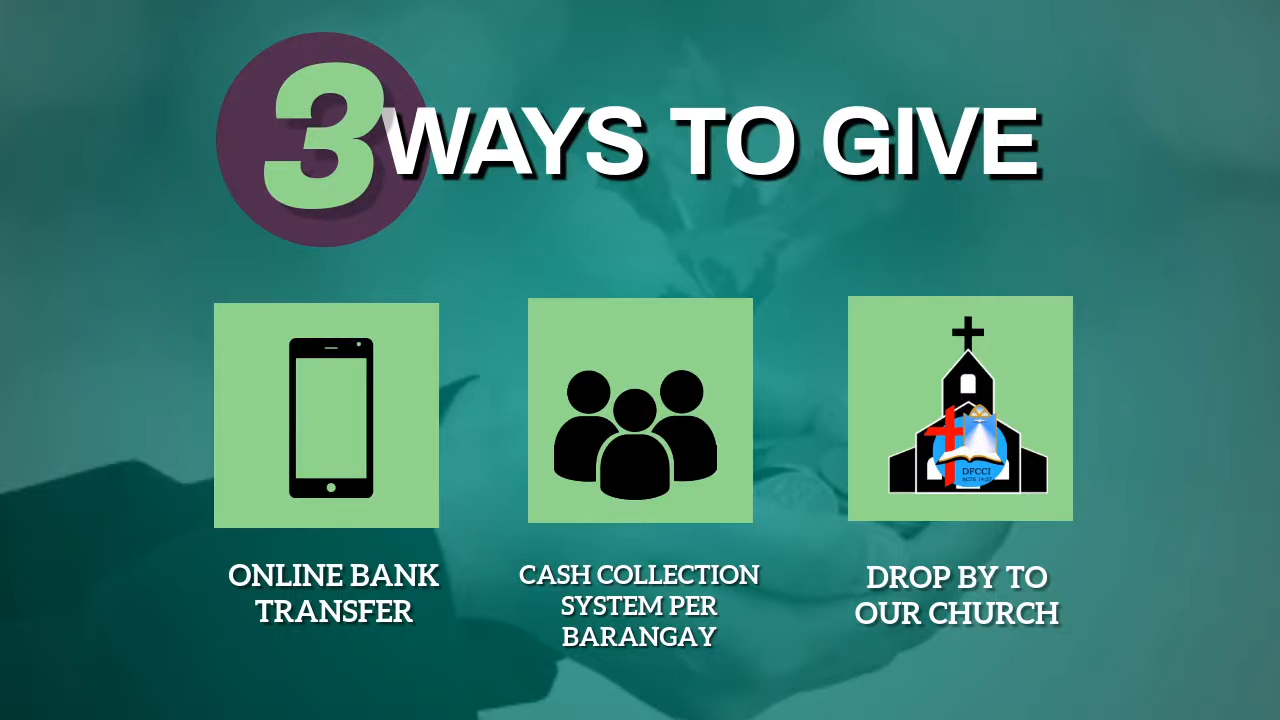 3 WAYS TO GIVE
DFCCI
ONLINE BANK
TRANSFER
CASH COLLECTION
SYSTEM PER
BARANGAY
DROP BY TO
OUR CHURCH